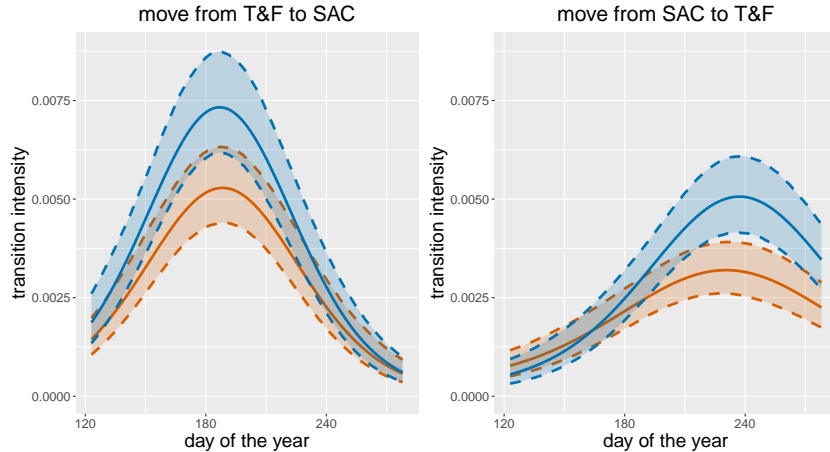 move from T&F to SAC
transition intensity
0.0075
0.0050
0.0025
0.0000
120
180
240
day of the year
move from SAC to T&F
transition intensity
0.0075
0.0050
0.0025
0.0000
120
180
240
day of the year